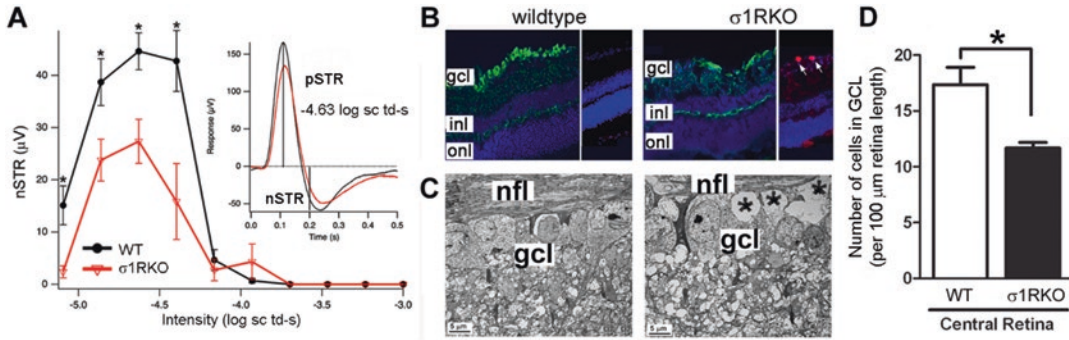 A
nSTR (µV)
40
30
20
10
0
-5.0
-4.5
-4.0
-3.5
-3.0
Intensity (log sc td-s)
WT
σ1RKO
* * * *
Response (µV)
150
100
50
0
-50
0.0 0.1 0.2 0.3 0.4 0.5
Time (s)
pSTR
-4.63 log sc td-s
nSTR
B
wildtype
σ1RKO
gcl
inl
onl
gcl
inl
onl
C
nfl
gcl
5 µm
nfl
* * *
gcl
5 µm
D
Number of cells in GCL
(per 100 µm retina length)
20
15
10
5
0
*
WT
σ1RKO
Central Retina